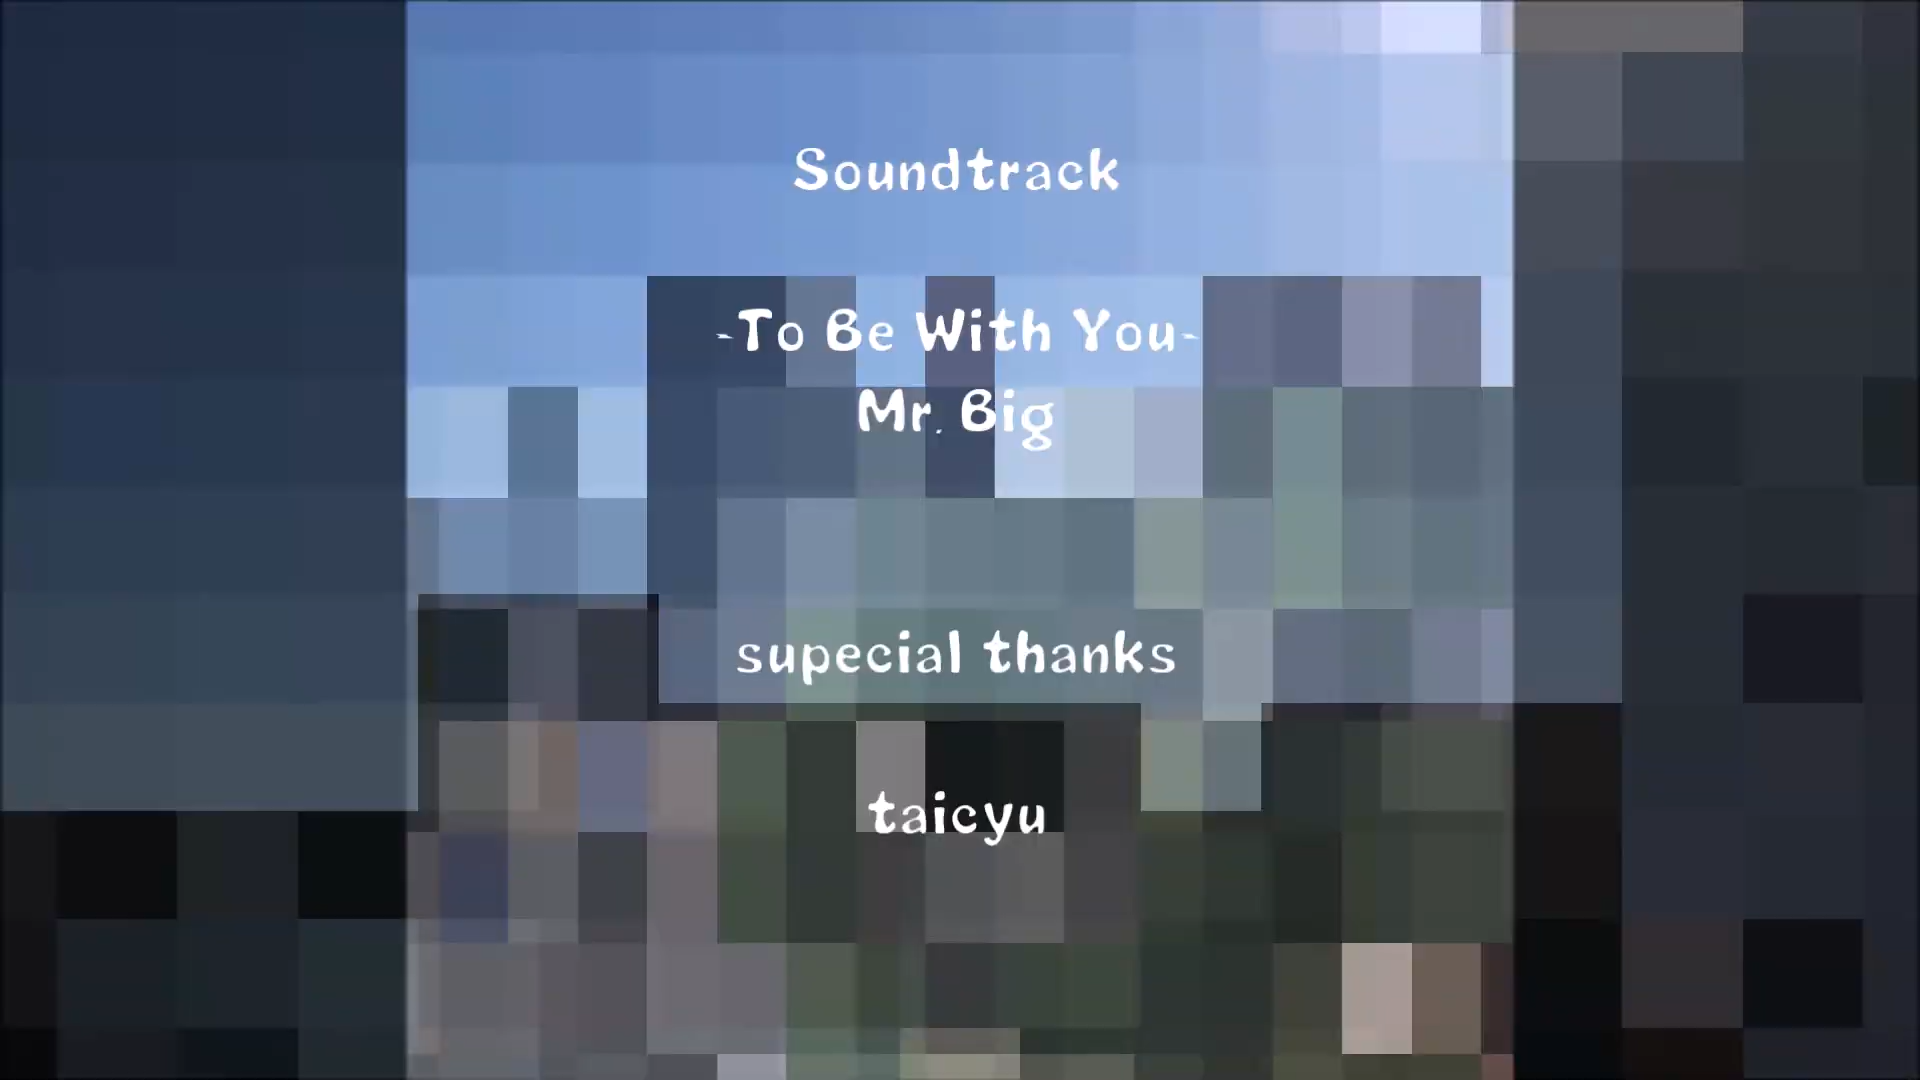 Soundtrack
-To Be With You-
Mr. Big
supecial thanks
taicyu